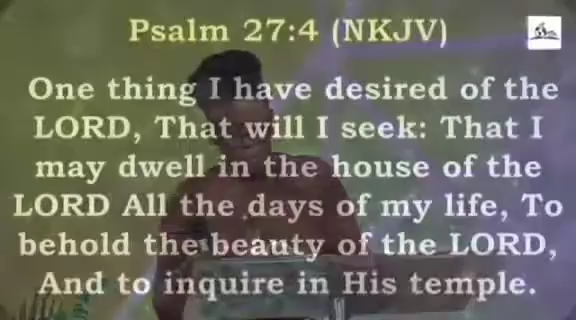 Psalm 27:4 (NKJV)
One thing I have desired of the
LORD, That will I seek: That I
may dwell in the house of the
LORD All the days of my life, To
behold the beauty of the LORD,
And to inquire in His temple.